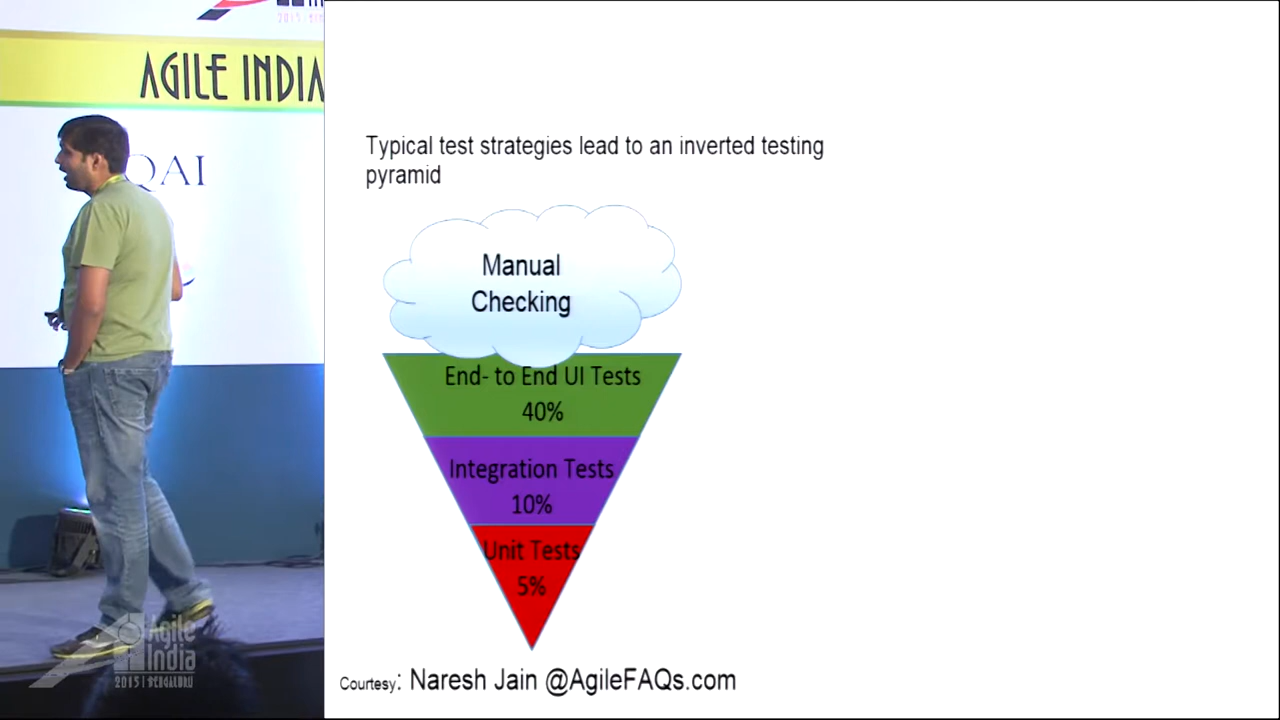 AGILE INDIA
QAI
Agile
India
2015 | BENGALURU
Typical test strategies lead to an inverted testing
pyramid
Manual
Checking
End- to End UI Tests
40%
Integration Tests
10%
Unit Tests
5%
Courtesy: Naresh Jain @AgileFAQs.com